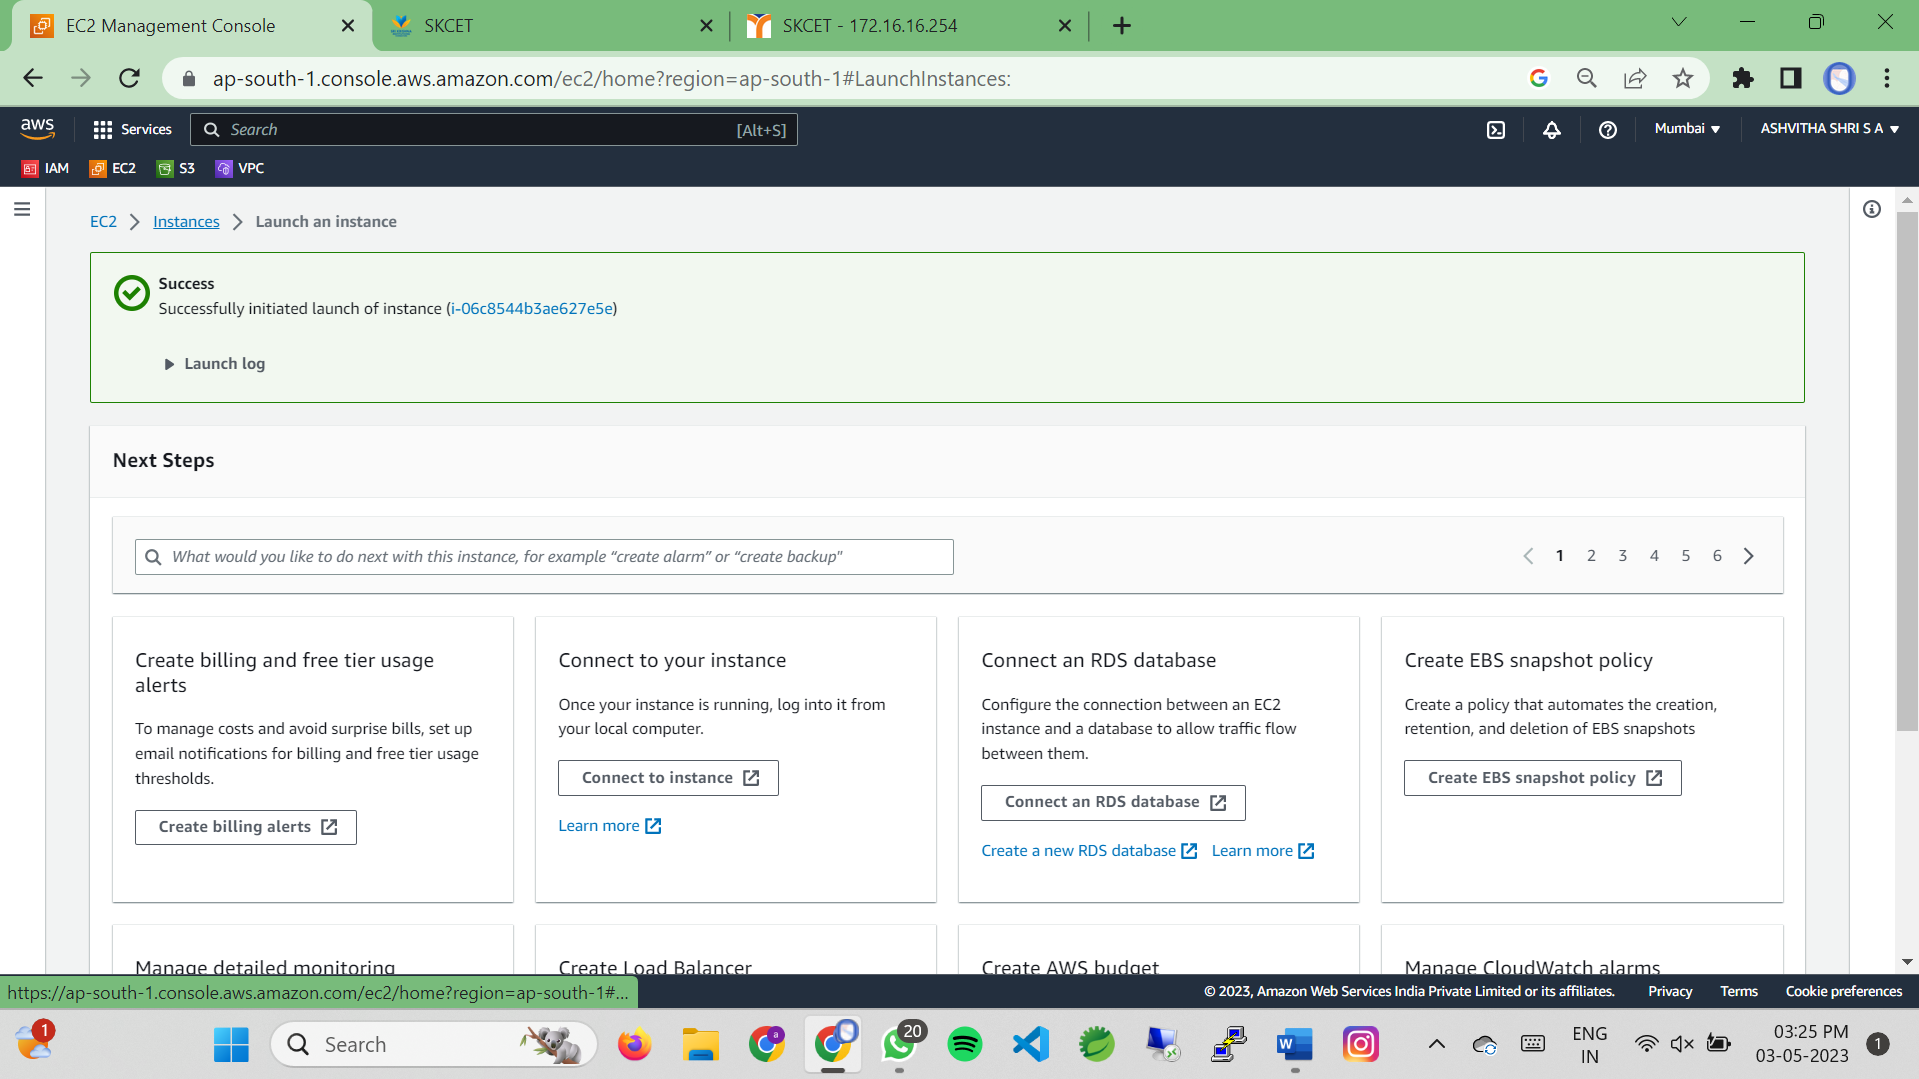 EC2 Management Console
SKCET
SKCET - 172.16.16.254
ap-south-1.console.aws.amazon.com/ec2/home?region=ap-south-1#LaunchInstances:
aws
Services
Search
[Alt+S]
Mumbai
ASHVITHA SHRI S A
IAM
EC2
S3
VPC
EC2
Instances
Launch an instance
Success
Successfully initiated launch of instance (i-06c8544b3ae627e5e)
Launch log
Next Steps
What would you like to do next with this instance, for example “create alarm” or “create backup"
1 2 3 4 5 6
Create billing and free tier usage
alerts
To manage costs and avoid surprise bills, set up
email notifications for billing and free tier usage
thresholds.
Create billing alerts
Connect to your instance
Once your instance is running, log into it from
your local computer.
Connect to instance
Learn more
Connect an RDS database
Configure the connection between an EC2
instance and a database to allow traffic flow
between them.
Connect an RDS database
Create a new RDS database
Learn more
Create EBS snapshot policy
Create a policy that automates the creation,
retention, and deletion of EBS snapshots
Create EBS snapshot policy
Manage detailed monitoring
Create Load Balancer
Create AWS budget
Manage CloudWatch alarms
https://ap-south-1.console.aws.amazon.com/ec2/home?region=ap-south-1#...
© 2023, Amazon Web Services India Private Limited or its affiliates.
Privacy
Terms
Cookie preferences
1
Search
a
20
W
ENG
IN
03:25 PM
03-05-2023
1